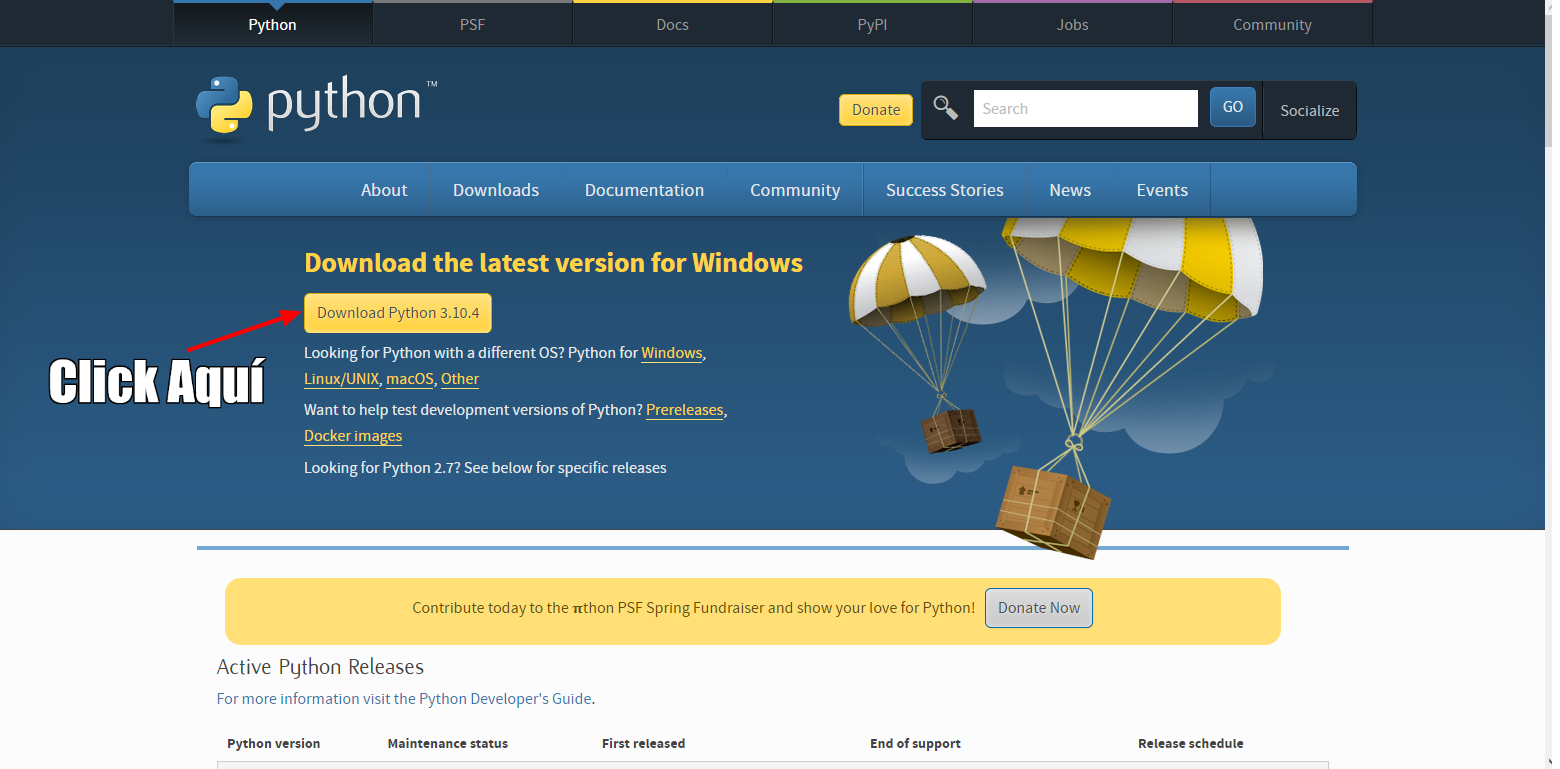 Python PSF Docs PyPI Jobs Community
python™
Donate Search GO Socialize
About Downloads Documentation Community Success Stories News Events
Download the latest version for Windows
Download Python 3.10.4
Click Aquí
Looking for Python with a different OS? Python for Windows,
Linux/UNIX, macOS, Other
Want to help test development versions of Python? Prereleases,
Docker images
Looking for Python 2.7? See below for specific releases
Contribute today to the πthon PSF Spring Fundraiser and show your love for Python! Donate Now
Active Python Releases
For more information visit the Python Developer's Guide.
Python version Maintenance status First released End of support Release schedule